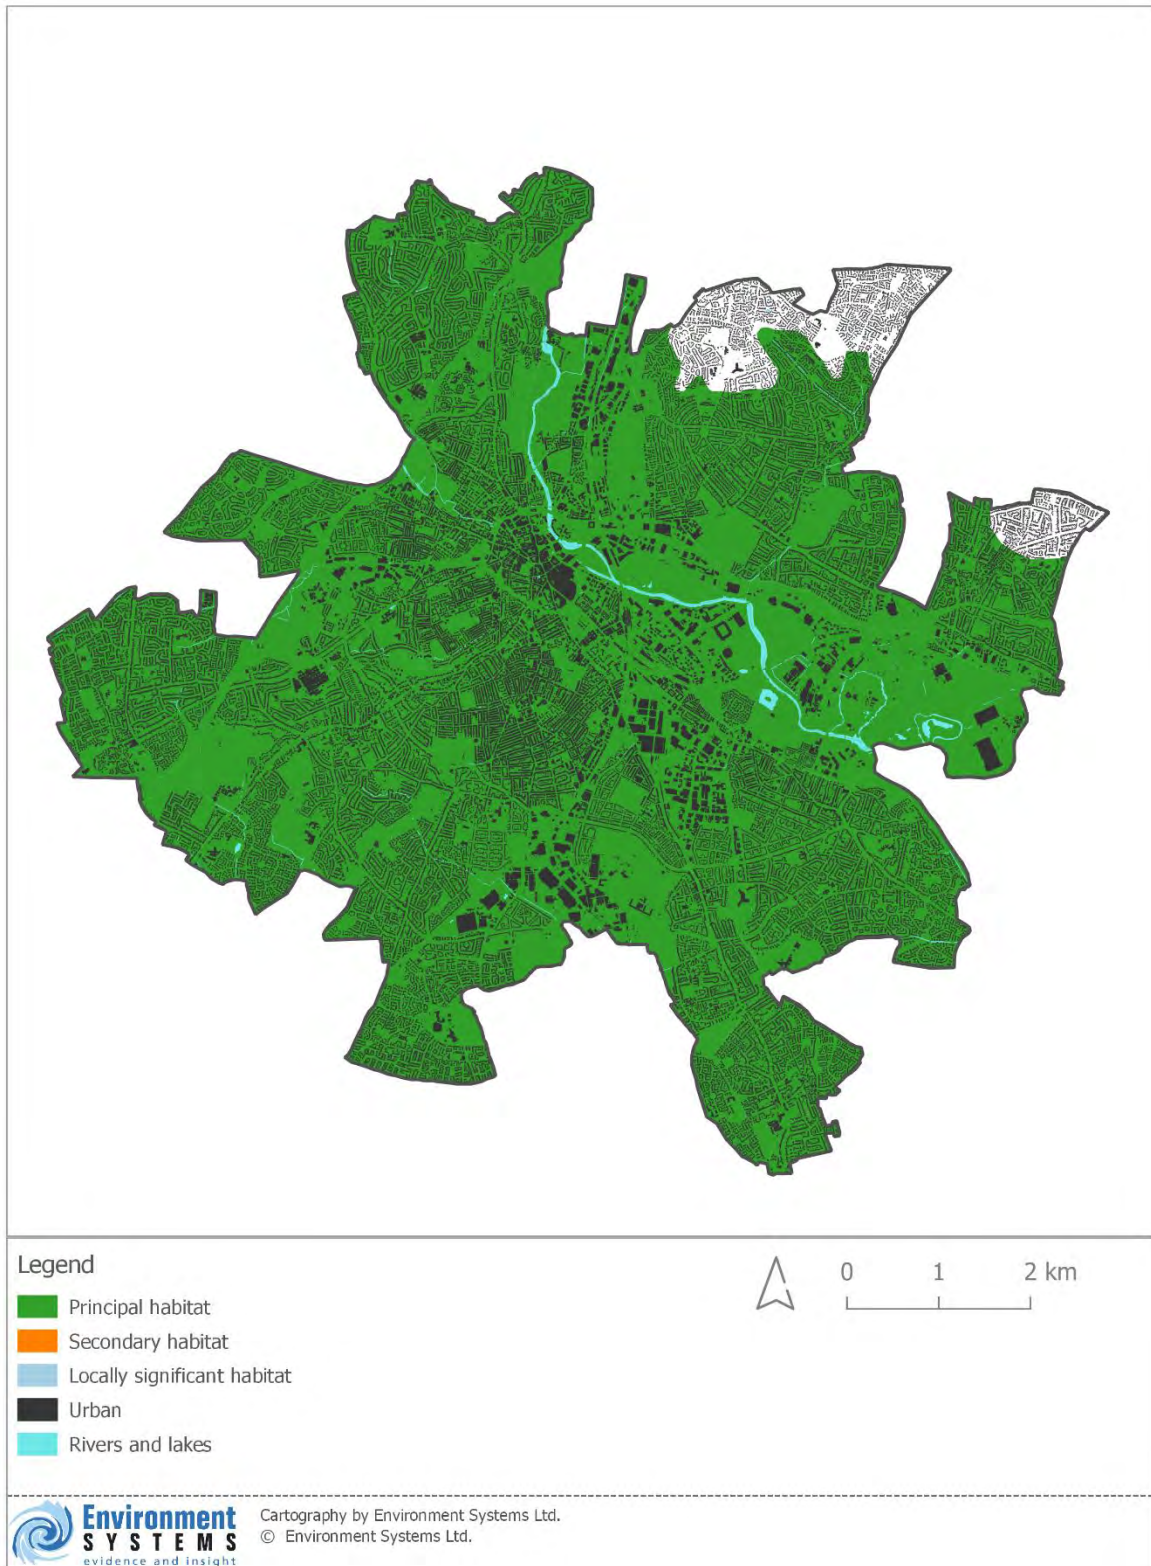 Legend
Principal habitat
Secondary habitat
Locally significant habitat
Urban
Rivers and lakes
0 1 2 km
Environment
SYSTEMS
evidence and insight
Cartography by Environment Systems Ltd.
© Environment Systems Ltd.